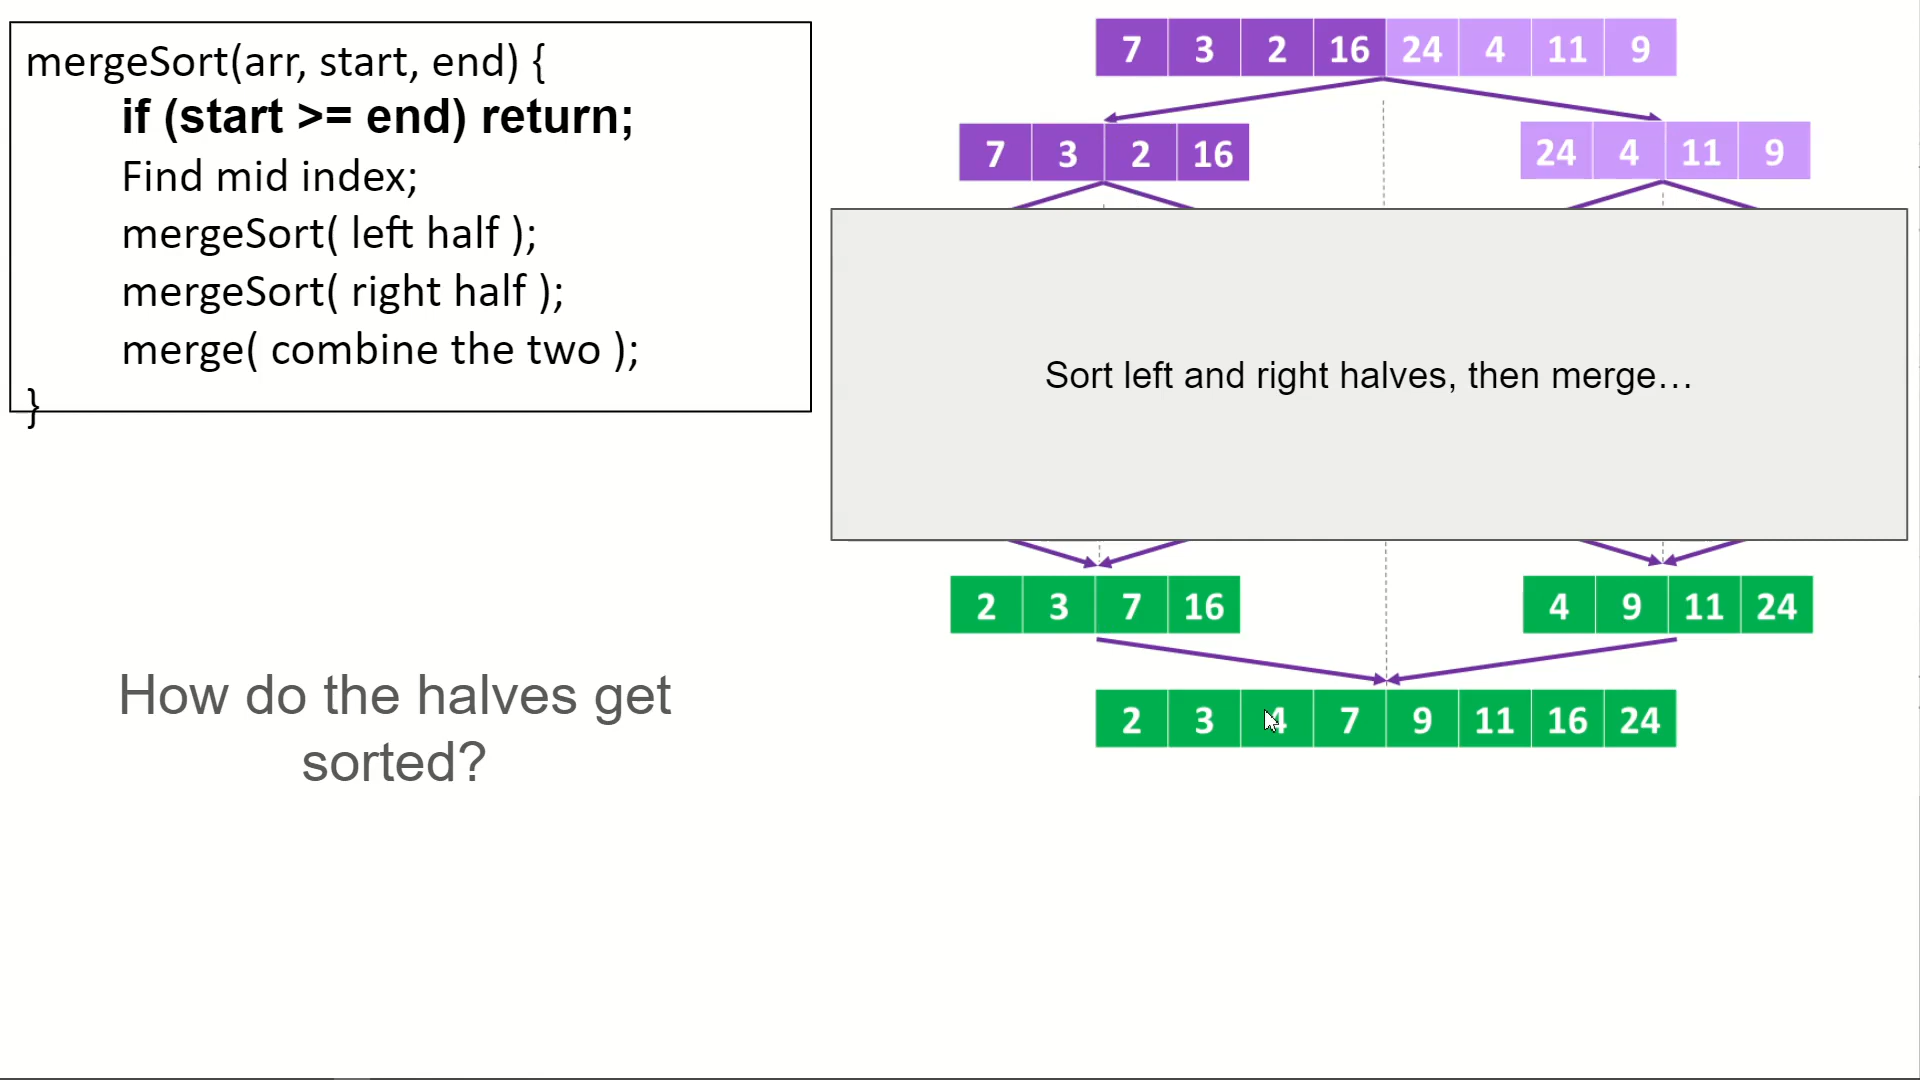 mergeSort(arr, start, end) {
if (start >= end) return;
Find mid index;
mergeSort( left half );
mergeSort( right half );
merge( combine the two );
}
How do the halves get
sorted?
7 3 2 16 24 4 11 9
7 3 2 16
24 4 11 9
Sort left and right halves, then merge…
2 3 7 16
4 9 11 24
2 3 4 7 9 11 16 24